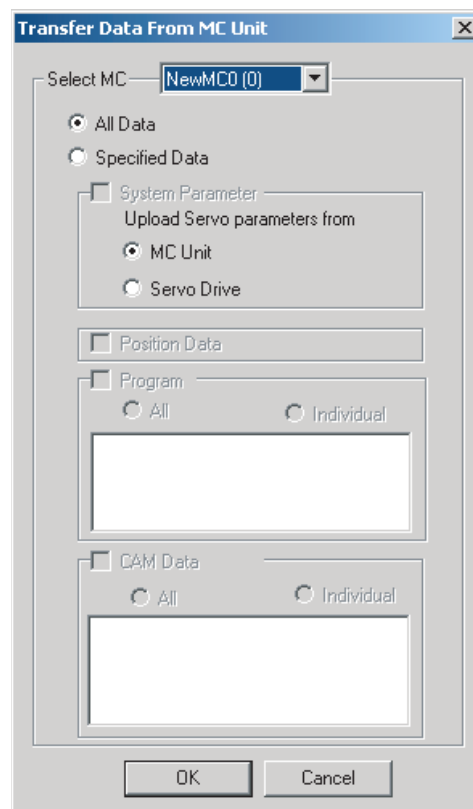 Transfer Data From MC Unit
Select MC NewMC0 (0)
All Data
Specified Data
System Parameter
Upload Servo parameters from
MC Unit
Servo Drive
Position Data
Program
All Individual
CAM Data
All Individual
OK Cancel